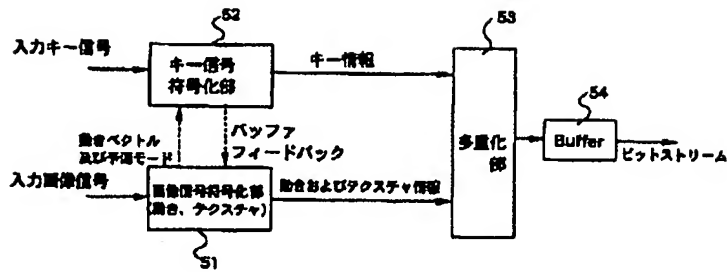 52
53
入力キー信号
キー信号
符号化部
キー情報
54
動きベクトル
及び予測モード
バッファ
フィードバック
多重化
部
Buffer
ビットストリーム
入力画像信号
画像信号符号化部
(動き、テクスチャ)
動きおよびテクスチャ情報
51